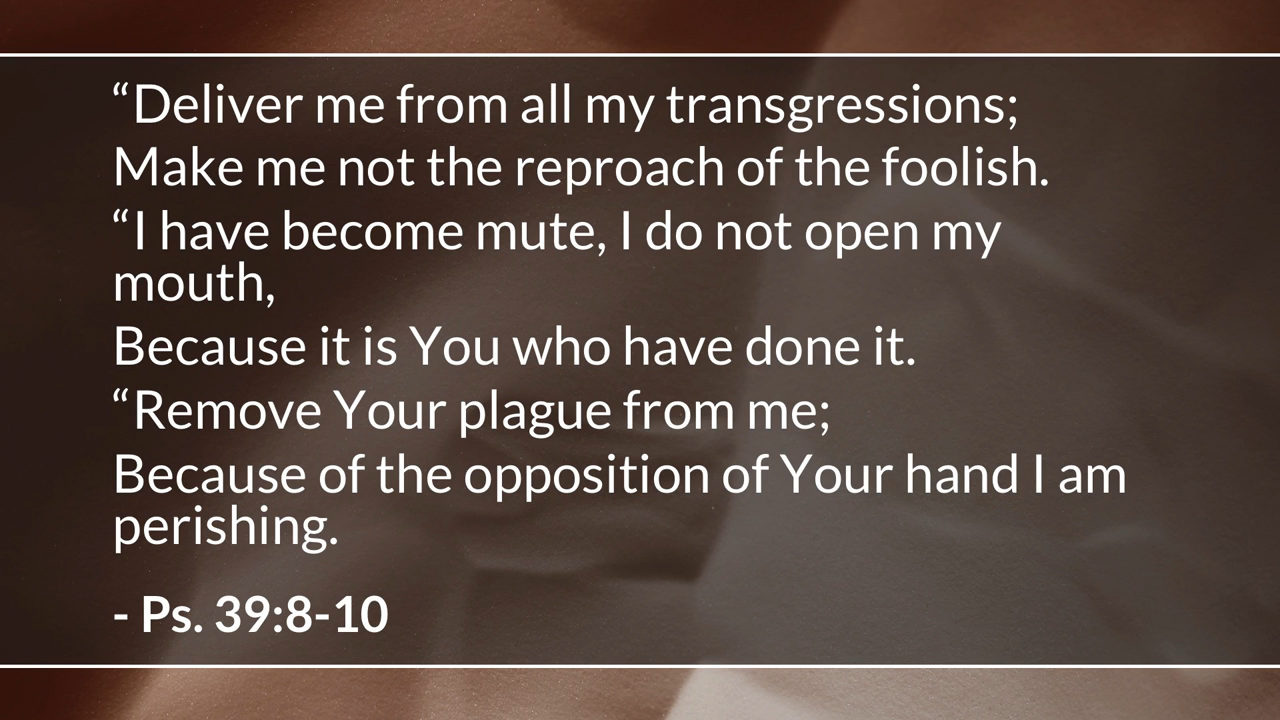 “Deliver me from all my transgressions;
Make me not the reproach of the foolish.
“I have become mute, I do not open my
mouth,
Because it is You who have done it.
“Remove Your plague from me;
Because of the opposition of Your hand I am
perishing.
- Ps. 39:8-10